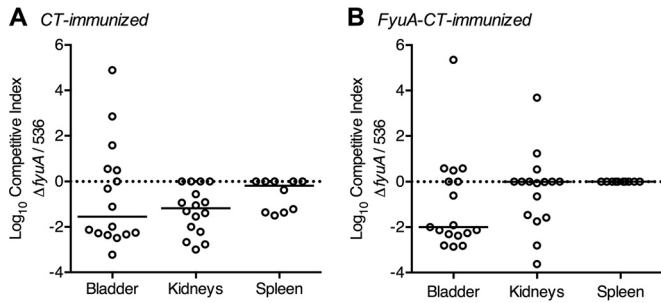 A CT-immunized
Log10 Competitive Index
ΔfyuA / 536
6
4
2
0
-2
-4
Bladder Kidneys Spleen
B FyuA-CT-immunized
Log10 Competitive Index
ΔfyuA / 536
6
4
2
0
-2
-4
Bladder Kidneys Spleen